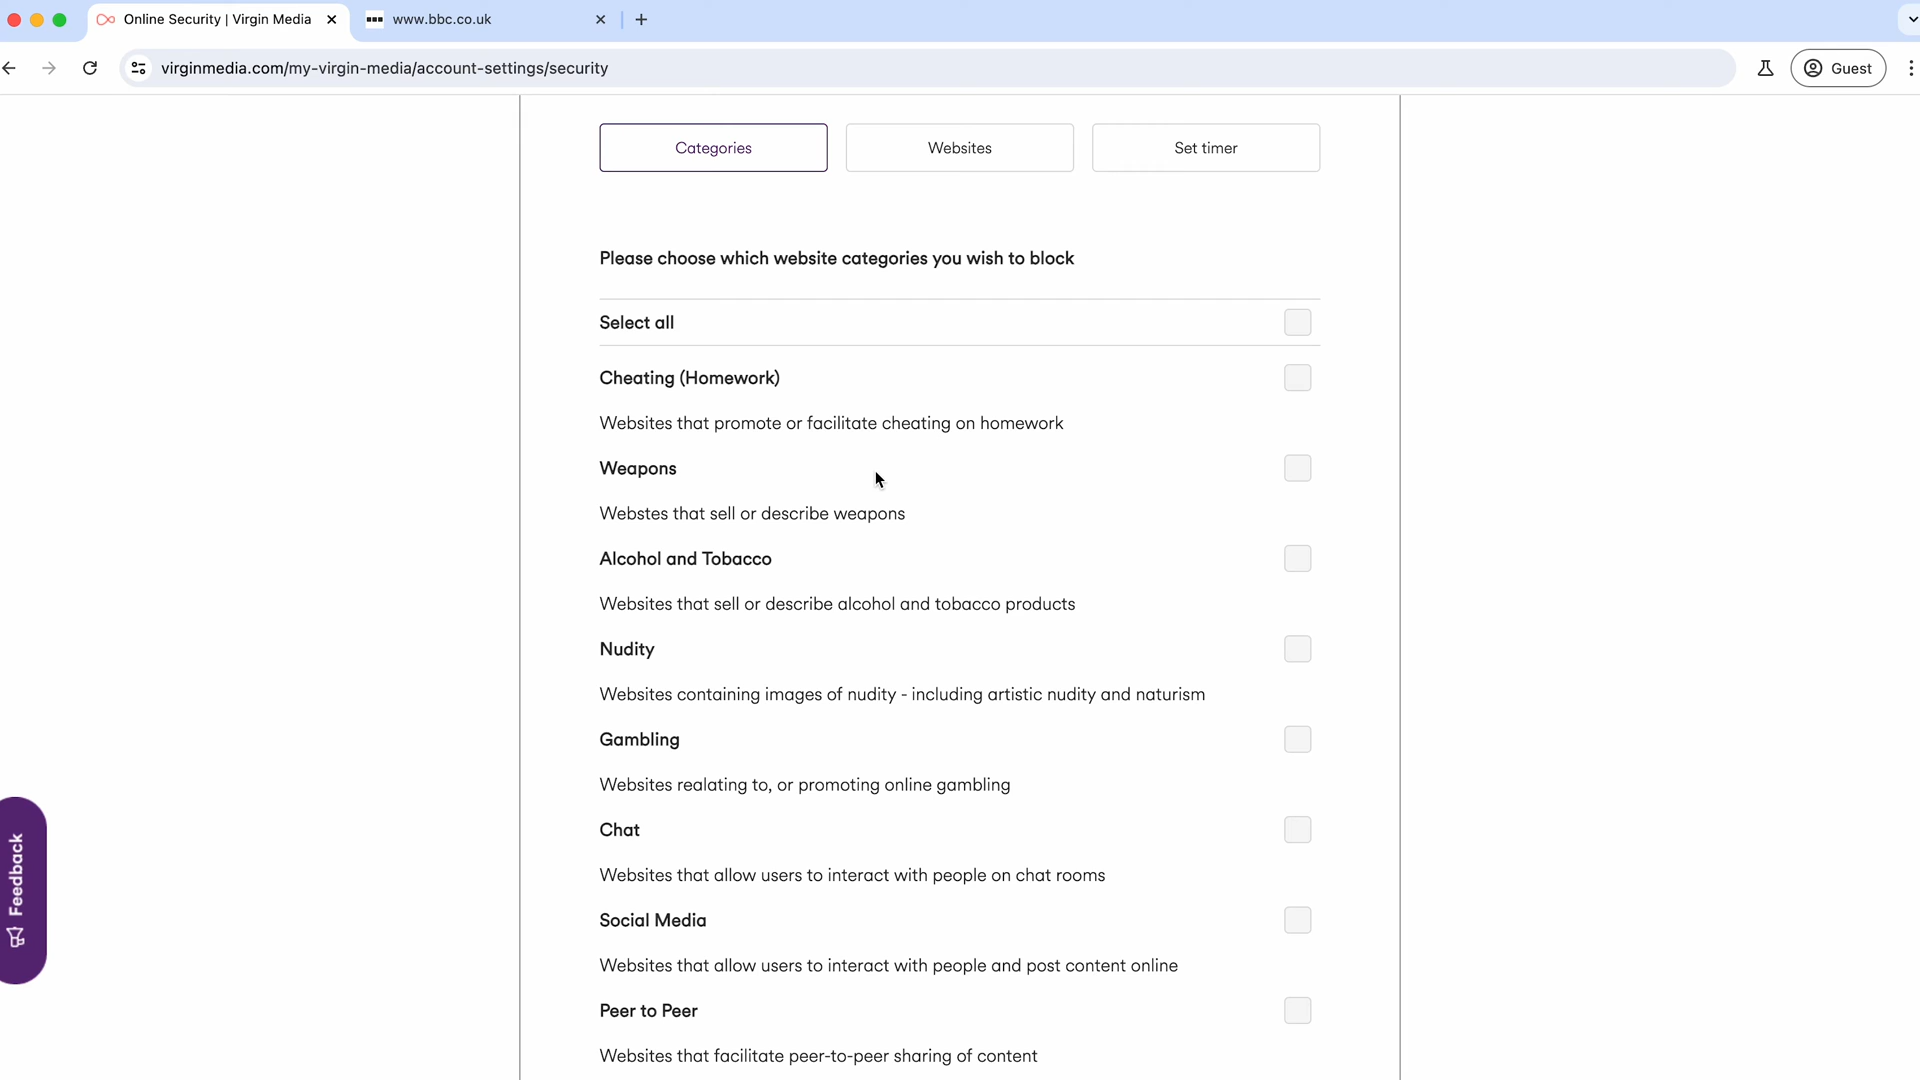 Online Security | Virgin Media
www.bbc.co.uk
virginmedia.com/my-virgin-media/account-settings/security
Guest
Categories
Websites
Set timer
Please choose which website categories you wish to block
Select all
Cheating (Homework)
Websites that promote or facilitate cheating on homework
Weapons
Webstes that sell or describe weapons
Alcohol and Tobacco
Websites that sell or describe alcohol and tobacco products
Nudity
Websites containing images of nudity - including artistic nudity and naturism
Gambling
Websites realating to, or promoting online gambling
Chat
Websites that allow users to interact with people on chat rooms
Social Media
Websites that allow users to interact with people and post content online
Peer to Peer
Websites that facilitate peer-to-peer sharing of content
Feedback